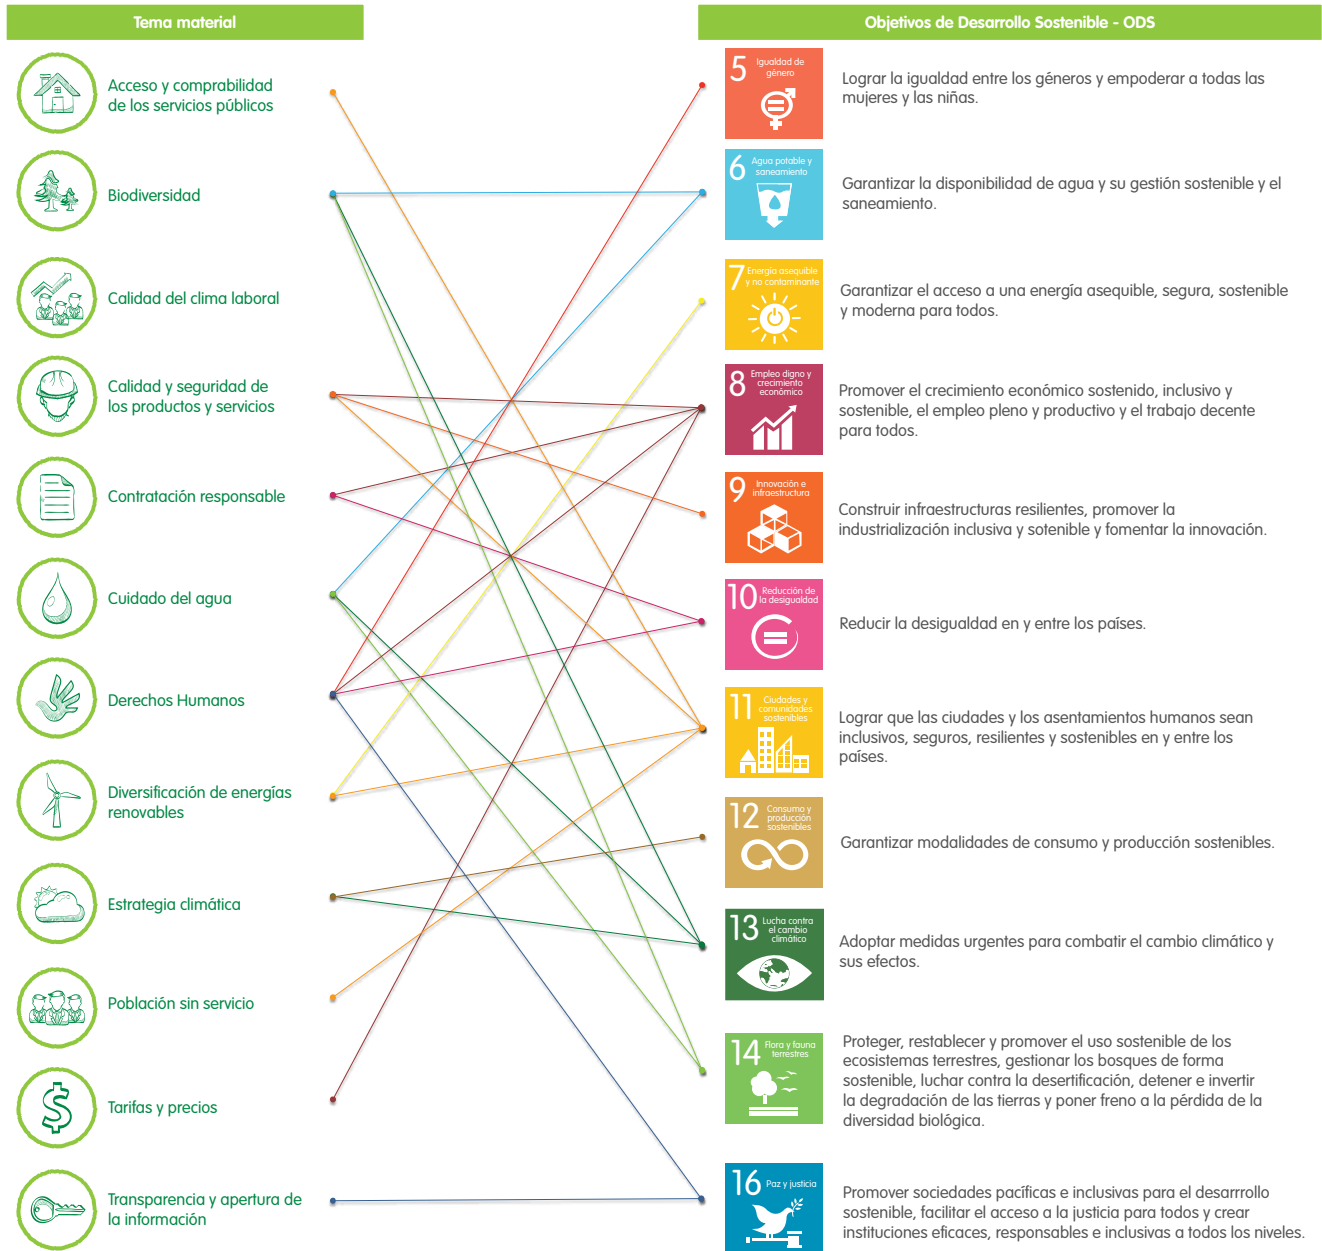 Tema material
Objetivos de Desarrollo Sostenible - ODS
Acceso y comprabilidad
de los servicios públicos
Biodiversidad
Calidad del clima laboral
Calidad y seguridad de
los productos y servicios
Contratación responsable
Cuidado del agua
Derechos Humanos
Diversificación de energías
renovables
Estrategia climática
Población sin servicio
Tarifas y precios
Transparencia y apertura de
la información
5 Igualdad de
género
Lograr la igualdad entre los géneros y empoderar a todas las
mujeres y las niñas.
6 Agua potable y
saneamiento
Garantizar la disponibilidad de agua y su gestión sostenible y el
saneamiento.
7 Energía asequible
y no contaminante
Garantizar el acceso a una energía asequible, segura, sostenible
y moderna para todos.
8 Empleo digno y
crecimiento
económico
Promover el crecimiento económico sostenido, inclusivo y
sostenible, el empleo pleno y productivo y el trabajo decente
para todos.
9 Innovación e
infraestructura
Construir infraestructuras resilientes, promover la
industrialización inclusiva y sotenible y fomentar la innovación.
10 Reducción de
la desigualdad
Reducir la desigualdad en y entre los países.
11 Ciudades y
comunidades
sostenibles
Lograr que las ciudades y los asentamientos humanos sean
inclusivos, seguros, resilientes y sostenibles en y entre los
países.
12 Consumo y
producción
sostenibles
Garantizar modalidades de consumo y producción sostenibles.
13 Lucha contra
el cambio
climático
Adoptar medidas urgentes para combatir el cambio climático y
sus efectos.
14 Flora y fauna
terrestres
Proteger, restablecer y promover el uso sostenible de los
ecosistemas terrestres, gestionar los bosques de forma
sostenible, luchar contra la desertificación, detener e invertir
la degradación de las tierras y poner freno a la pérdida de la
diversidad biológica.
16 Paz y justicia
Promover sociedades pacíficas e inclusivas para el desarrrollo
sostenible, facilitar el acceso a la justicia para todos y crear
instituciones eficaces, responsables e inclusivas a todos los niveles.